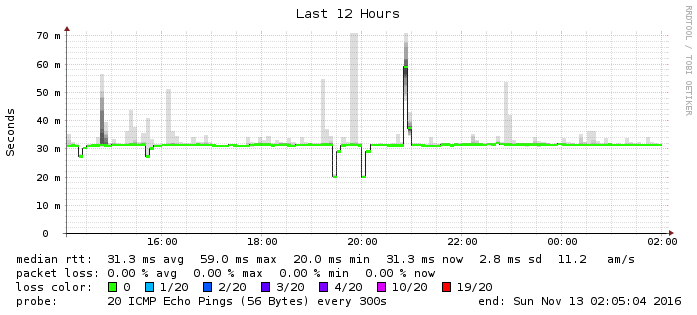 Last 12 Hours
RRDTOOL / TOBI OETIKER
Seconds
70 m
60 m
50 m
40 m
30 m
20 m
10 m
0
16:00 18:00 20:00 22:00 00:00 02:00
median rtt: 31.3 ms avg 59.0 ms max 20.0 ms min 31.3 ms now 2.8 ms sd 11.2 am/s
packet loss: 0.00 % avg 0.00 % max 0.00 % min 0.00 % now
loss color: 0 1/20 2/20 3/20 4/20 10/20 19/20
probe: 20 ICMP Echo Pings (56 Bytes) every 300s end: Sun Nov 13 02:05:04 2016